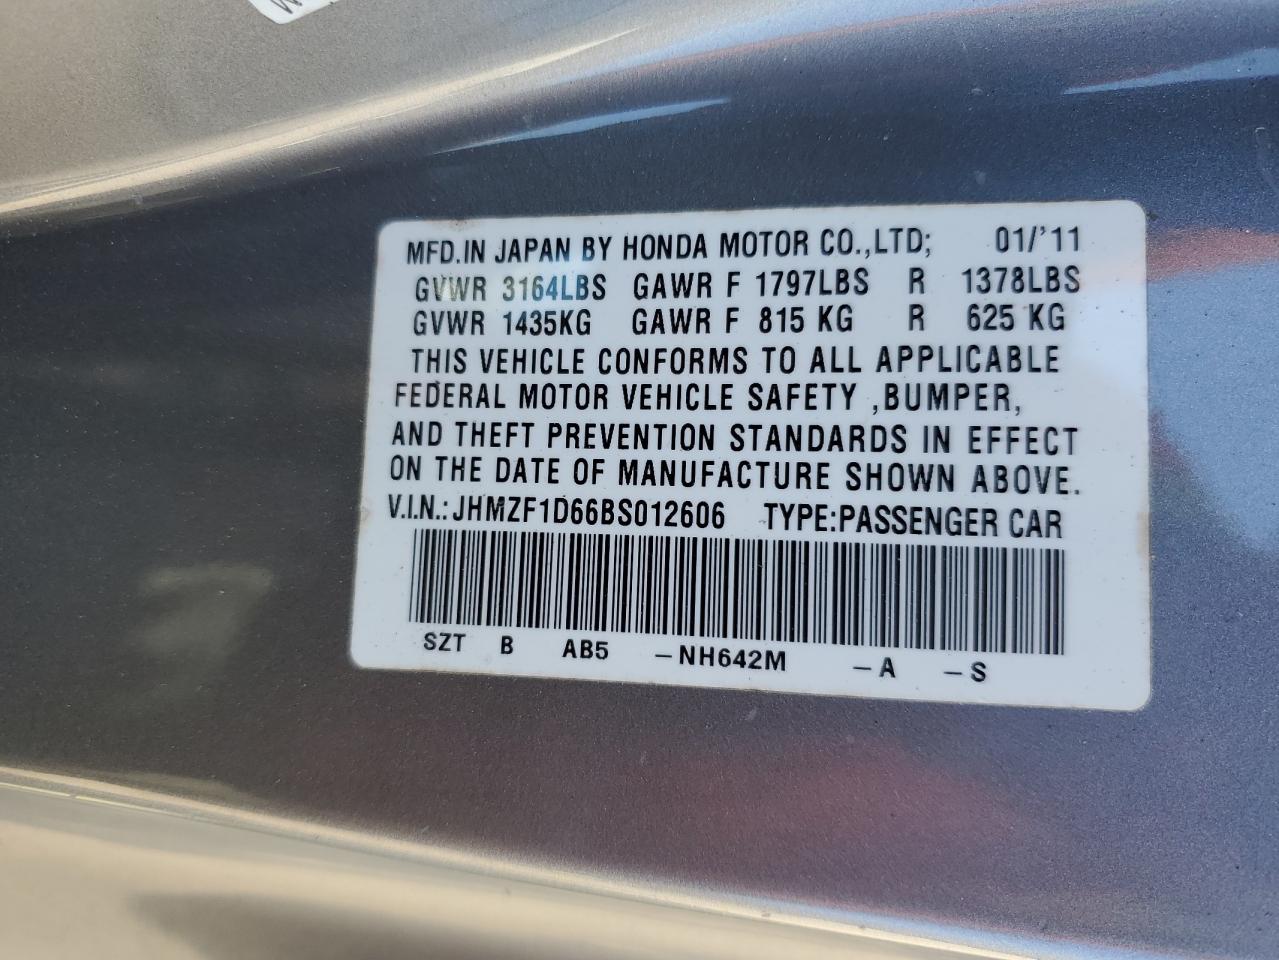 MFD.IN JAPAN BY HONDA MOTOR CO.,LTD; 01/'11
GVWR 3164LBS GAWR F 1797LBS R 1378LBS
GVWR 1435KG GAWR F 815 KG R 625 KG
THIS VEHICLE CONFORMS TO ALL APPLICABLE
FEDERAL MOTOR VEHICLE SAFETY ,BUMPER,
AND THEFT PREVENTION STANDARDS IN EFFECT
ON THE DATE OF MANUFACTURE SHOWN ABOVE.
V.I.N.:JHMZF1D66BS012606 TYPE:PASSENGER CAR
SZT B AB5 -NH642M -A -S